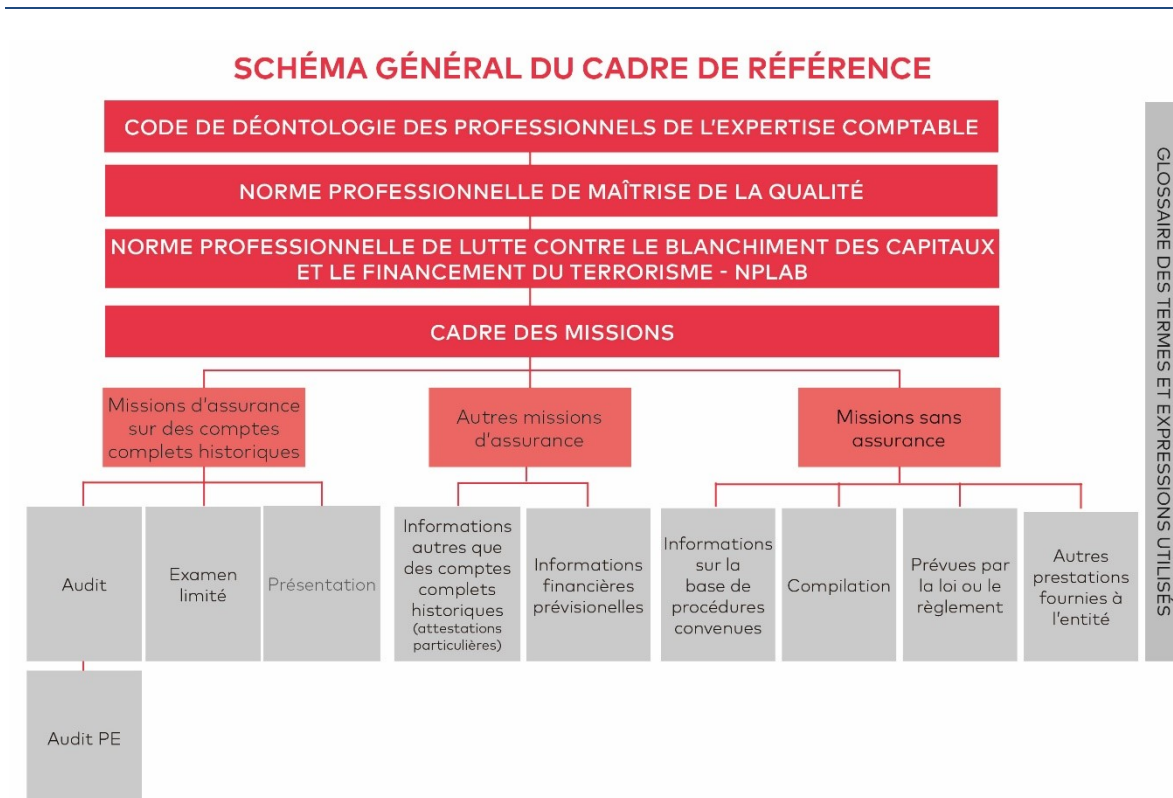 SCHÉMA GÉNÉRAL DU CADRE DE RÉFÉRENCE
CODE DE DÉONTOLOGIE DES PROFESSIONNELS DE L'EXPERTISE COMPTABLE
NORME PROFESSIONNELLE DE MAÎTRISE DE LA QUALITÉ
NORME PROFESSIONNELLE DE LUTTE CONTRE LE BLANCHIMENT DES CAPITAUX
ET LE FINANCEMENT DU TERRORISME - NPLAB
CADRE DES MISSIONS
Missions d'assurance
sur des comptes
complets historiques
Autres missions
d'assurance
Missions sans
assurance
Audit
Examen
limité
Présentation
Informations
autres que
des comptes
complets
historiques
(attestations
particulières)
Informations
financières
prévisionelles
Informations
sur la
base de
procédures
convenues
Compilation
Prévues par
la loi ou le
règlement
Autres
prestations
fournies à
l'entité
Audit PE
GLOSSAIRE DES TERMES ET EXPRESSIONS UTILISÉS